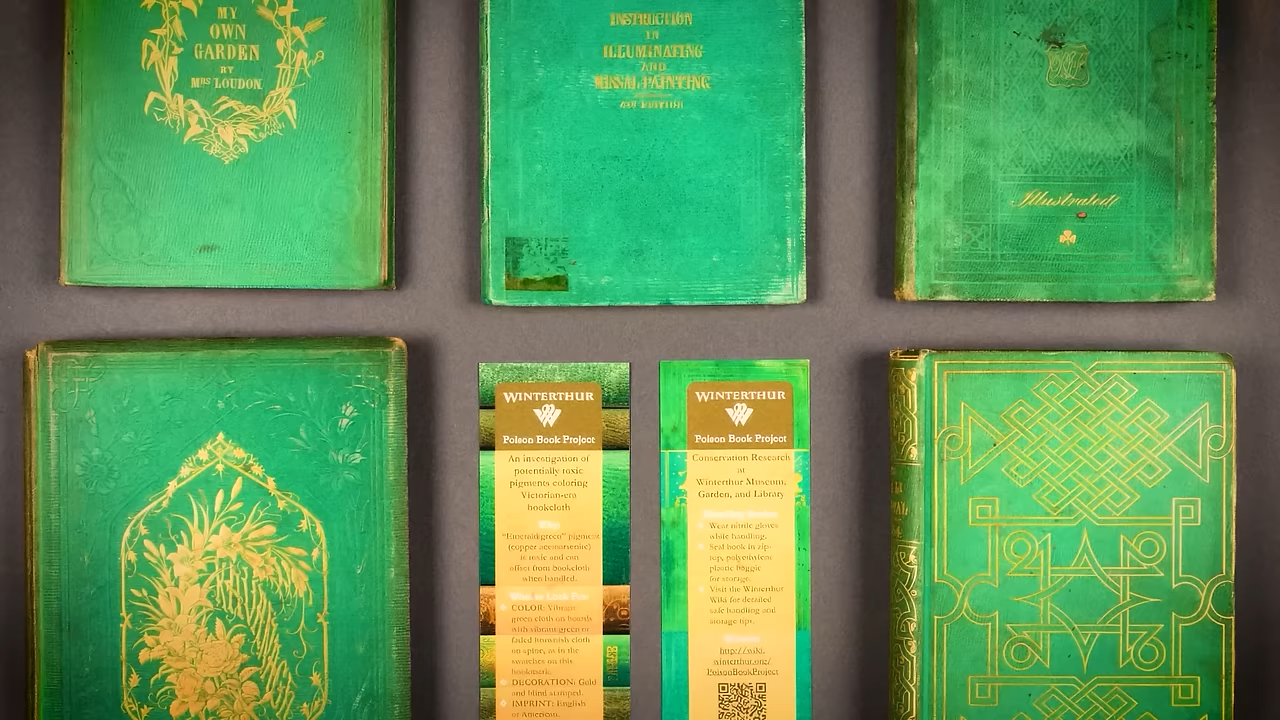 MY
OWN
GARDEN
BY
MRS LOUDON
INSTRUCTION
IN
ILLUMINATING
AND
MISSAL PAINTING
Illustrated
WINTERTHUR
Poison Book Project
An investigation of
potentially toxic
pigments coloring
Victorian-era
bookcloth
"Emerald green" pigment
(copper acetoarsenite)
is toxic and can
offset from bookcloth
when handled.
What to Look For
COLOR: Vibrant
green cloth on boards
with vibrant green or
faded brownish cloth
on spine, as in the
swatches on this
bookmark.
DECORATION: Gold
and blind stamped.
IMPRINT: English
or American,
WINTERTHUR
Poison Book Project
Conservation Research
at
Winterthur Museum,
Garden, and Library
Wear nitrile gloves
while handling.
Seal book in zip-
top, polyethylene
plastic baggie
for storage.
Visit the Winterthur
Wiki for detailed
safe handling and
storage tips.
http://wiki.
winterthur.org/
PoisonBookProject